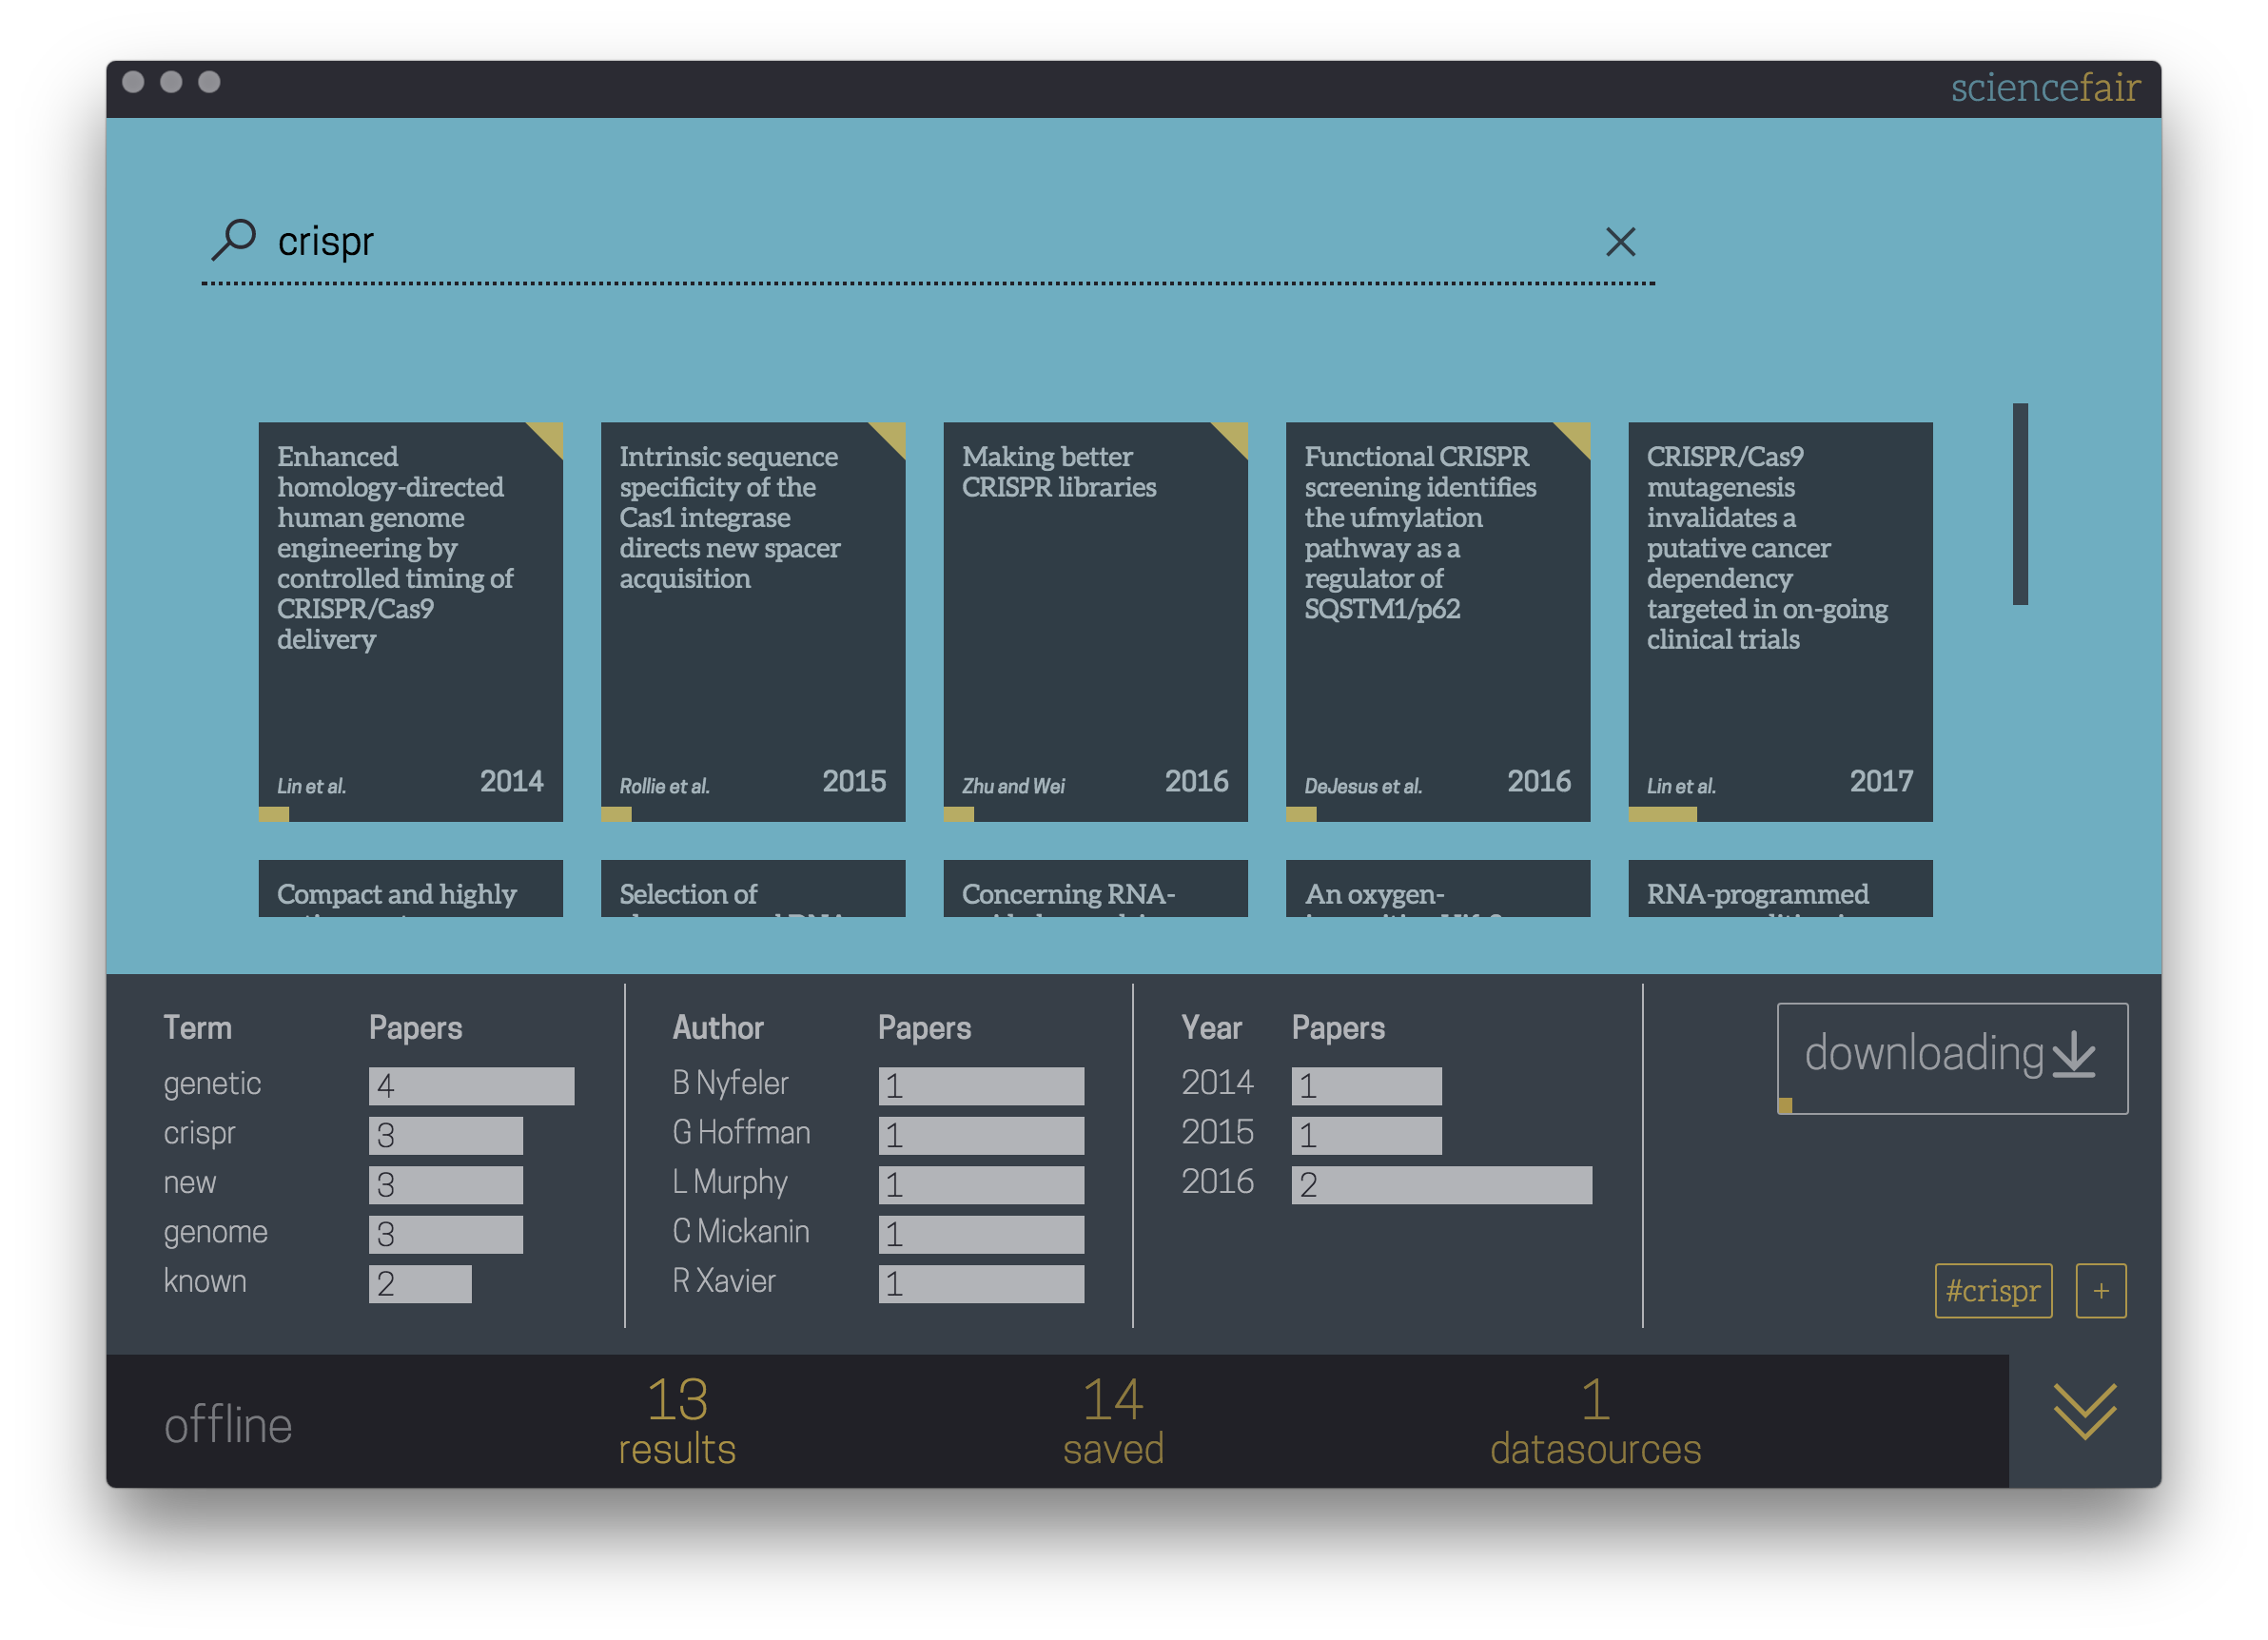 sciencefair
crispr
Enhanced
homology-directed
human genome
engineering by
controlled timing of
CRISPR/Cas9
delivery
Lin et al. 2014
Intrinsic sequence
specificity of the
Cas1 integrase
directs new spacer
acquisition
Rollie et al. 2015
Making better
CRISPR libraries
Zhu and Wei 2016
Functional CRISPR
screening identifies
the ufmylation
pathway as a
regulator of
SQSTM1/p62
DeJesus et al. 2016
CRISPR/Cas9
mutagenesis
invalidates a
putative cancer
dependency
targeted in on-going
clinical trials
Lin et al. 2017
Compact and highly
Selection of
Concerning RNA-
An oxygen-
RNA-programmed
Term Papers
genetic 4
crispr 3
new 3
genome 3
known 2
Author Papers
B Nyfeler 1
G Hoffman 1
L Murphy 1
C Mickanin 1
R Xavier 1
Year Papers
2014 1
2015 1
2016 2
downloading
#crispr +
offline
13
results
14
saved
1
datasources